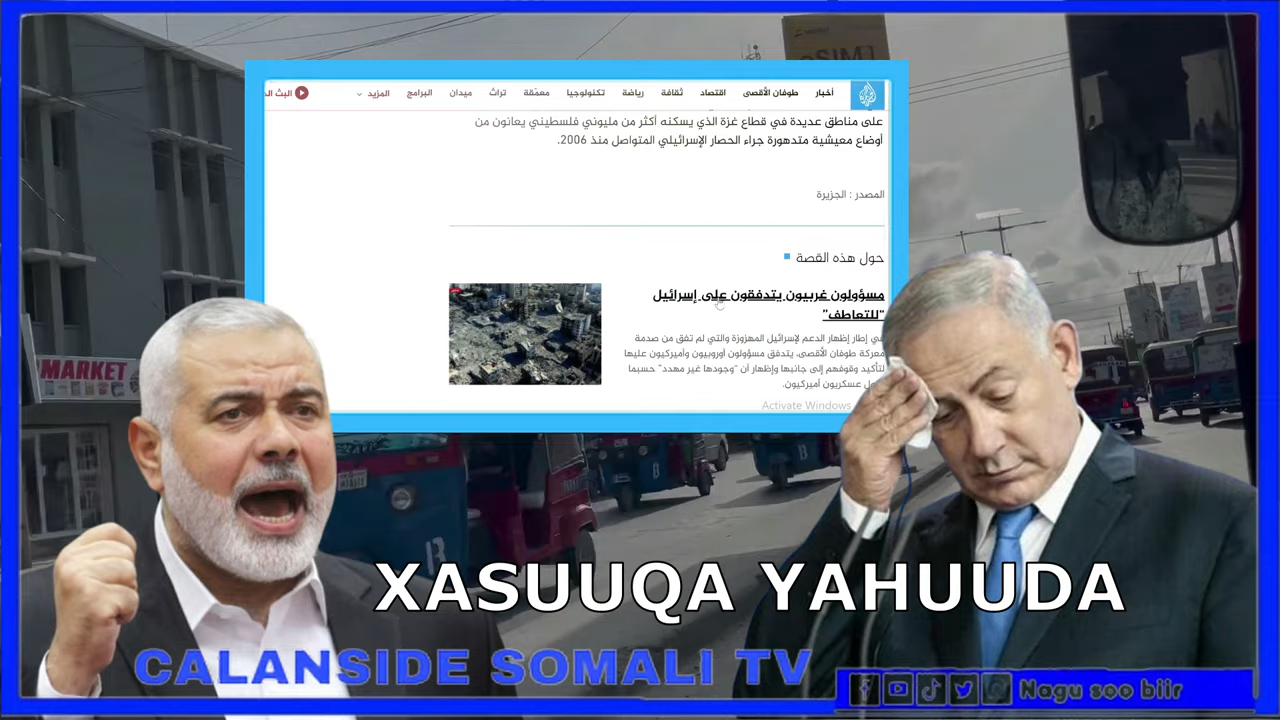 eSIM
أخبار طوفان الأقصى اقتصاد ثقافة رياضة تكنولوجيا معمّقة تراث ميدان البرامج المزيد البث
على مناطق عديدة في قطاع غزة الذي يسكنه أكثر من مليوني فلسطيني يعانون من
أوضاع معيشية متدهورة جراء الحصار الإسرائيلي المتواصل منذ 2006.
المصدر : الجزيرة
حول هذه القصة
مسؤولون غربيون يتدفقون على إسرائيل
"للتعاطف"
في إطار إظهار الدعم لإسرائيل المهزوزة والتي لم تفق من صدمة
معركة طوفان الأقصى، يتدفق مسؤولون أوروبيون وأميركيون عليها
لتأكيد وقوفهم إلى جانبها وإظهار أن "وجودها غير مهدد" حسبما
عسكريون أميركيون.
Activate Windows
MARKET
XASUUQA YAHUUDA
CALANSIDE SOMALI TV
Nagu soo biir